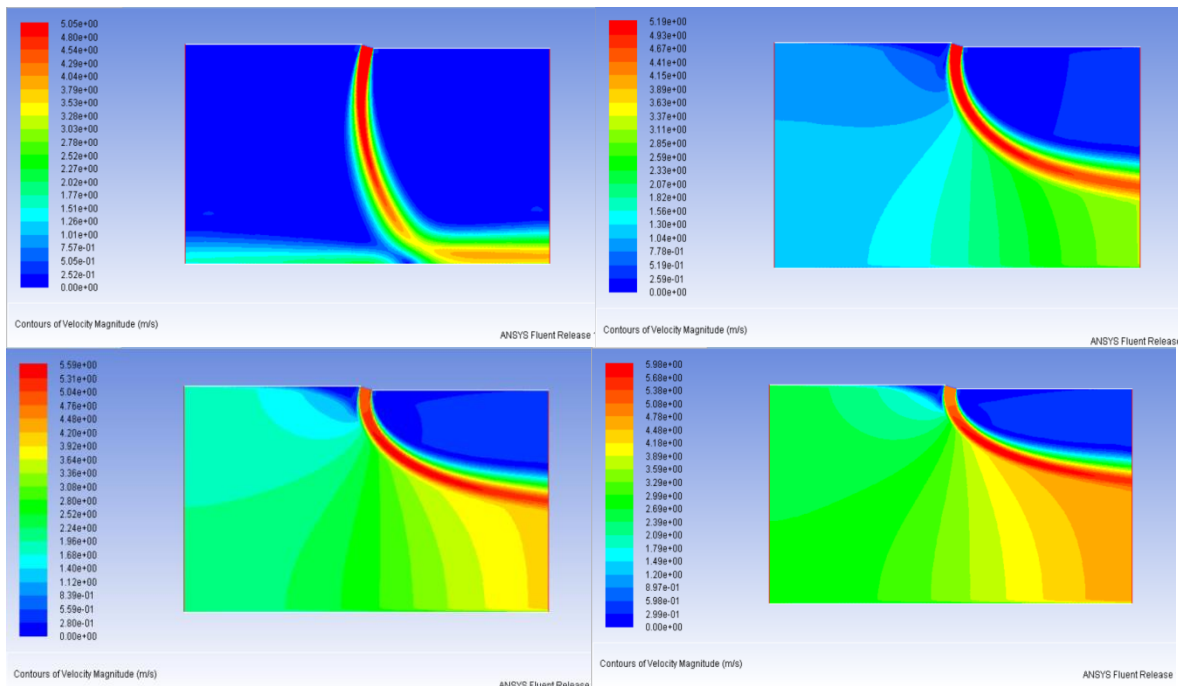 5.05e+00
4.80e+00
4.54e+00
4.29e+00
4.04e+00
3.79e+00
3.53e+00
3.28e+00
3.03e+00
2.78e+00
2.52e+00
2.27e+00
2.02e+00
1.77e+00
1.51e+00
1.26e+00
1.01e+00
7.57e-01
5.05e-01
2.52e-01
0.00e+00
Contours of Velocity Magnitude (m/s)
ANSYS Fluent Release
5.19e+00
4.93e+00
4.67e+00
4.41e+00
4.15e+00
3.89e+00
3.63e+00
3.37e+00
3.11e+00
2.85e+00
2.59e+00
2.33e+00
2.07e+00
1.82e+00
1.56e+00
1.30e+00
1.04e+00
7.78e-01
5.19e-01
2.59e-01
0.00e+00
Contours of Velocity Magnitude (m/s)
ANSYS Fluent Release
5.59e+00
5.31e+00
5.04e+00
4.76e+00
4.48e+00
4.20e+00
3.92e+00
3.64e+00
3.36e+00
3.08e+00
2.80e+00
2.52e+00
2.24e+00
1.96e+00
1.68e+00
1.40e+00
1.12e+00
8.39e-01
5.59e-01
2.80e-01
0.00e+00
Contours of Velocity Magnitude (m/s)
ANSYS Fluent Release
5.98e+00
5.68e+00
5.38e+00
5.08e+00
4.78e+00
4.48e+00
4.18e+00
3.89e+00
3.59e+00
3.29e+00
2.99e+00
2.69e+00
2.39e+00
2.09e+00
1.79e+00
1.49e+00
1.20e+00
8.97e-01
5.98e-01
2.99e-01
0.00e+00
Contours of Velocity Magnitude (m/s)
ANSYS Fluent Release